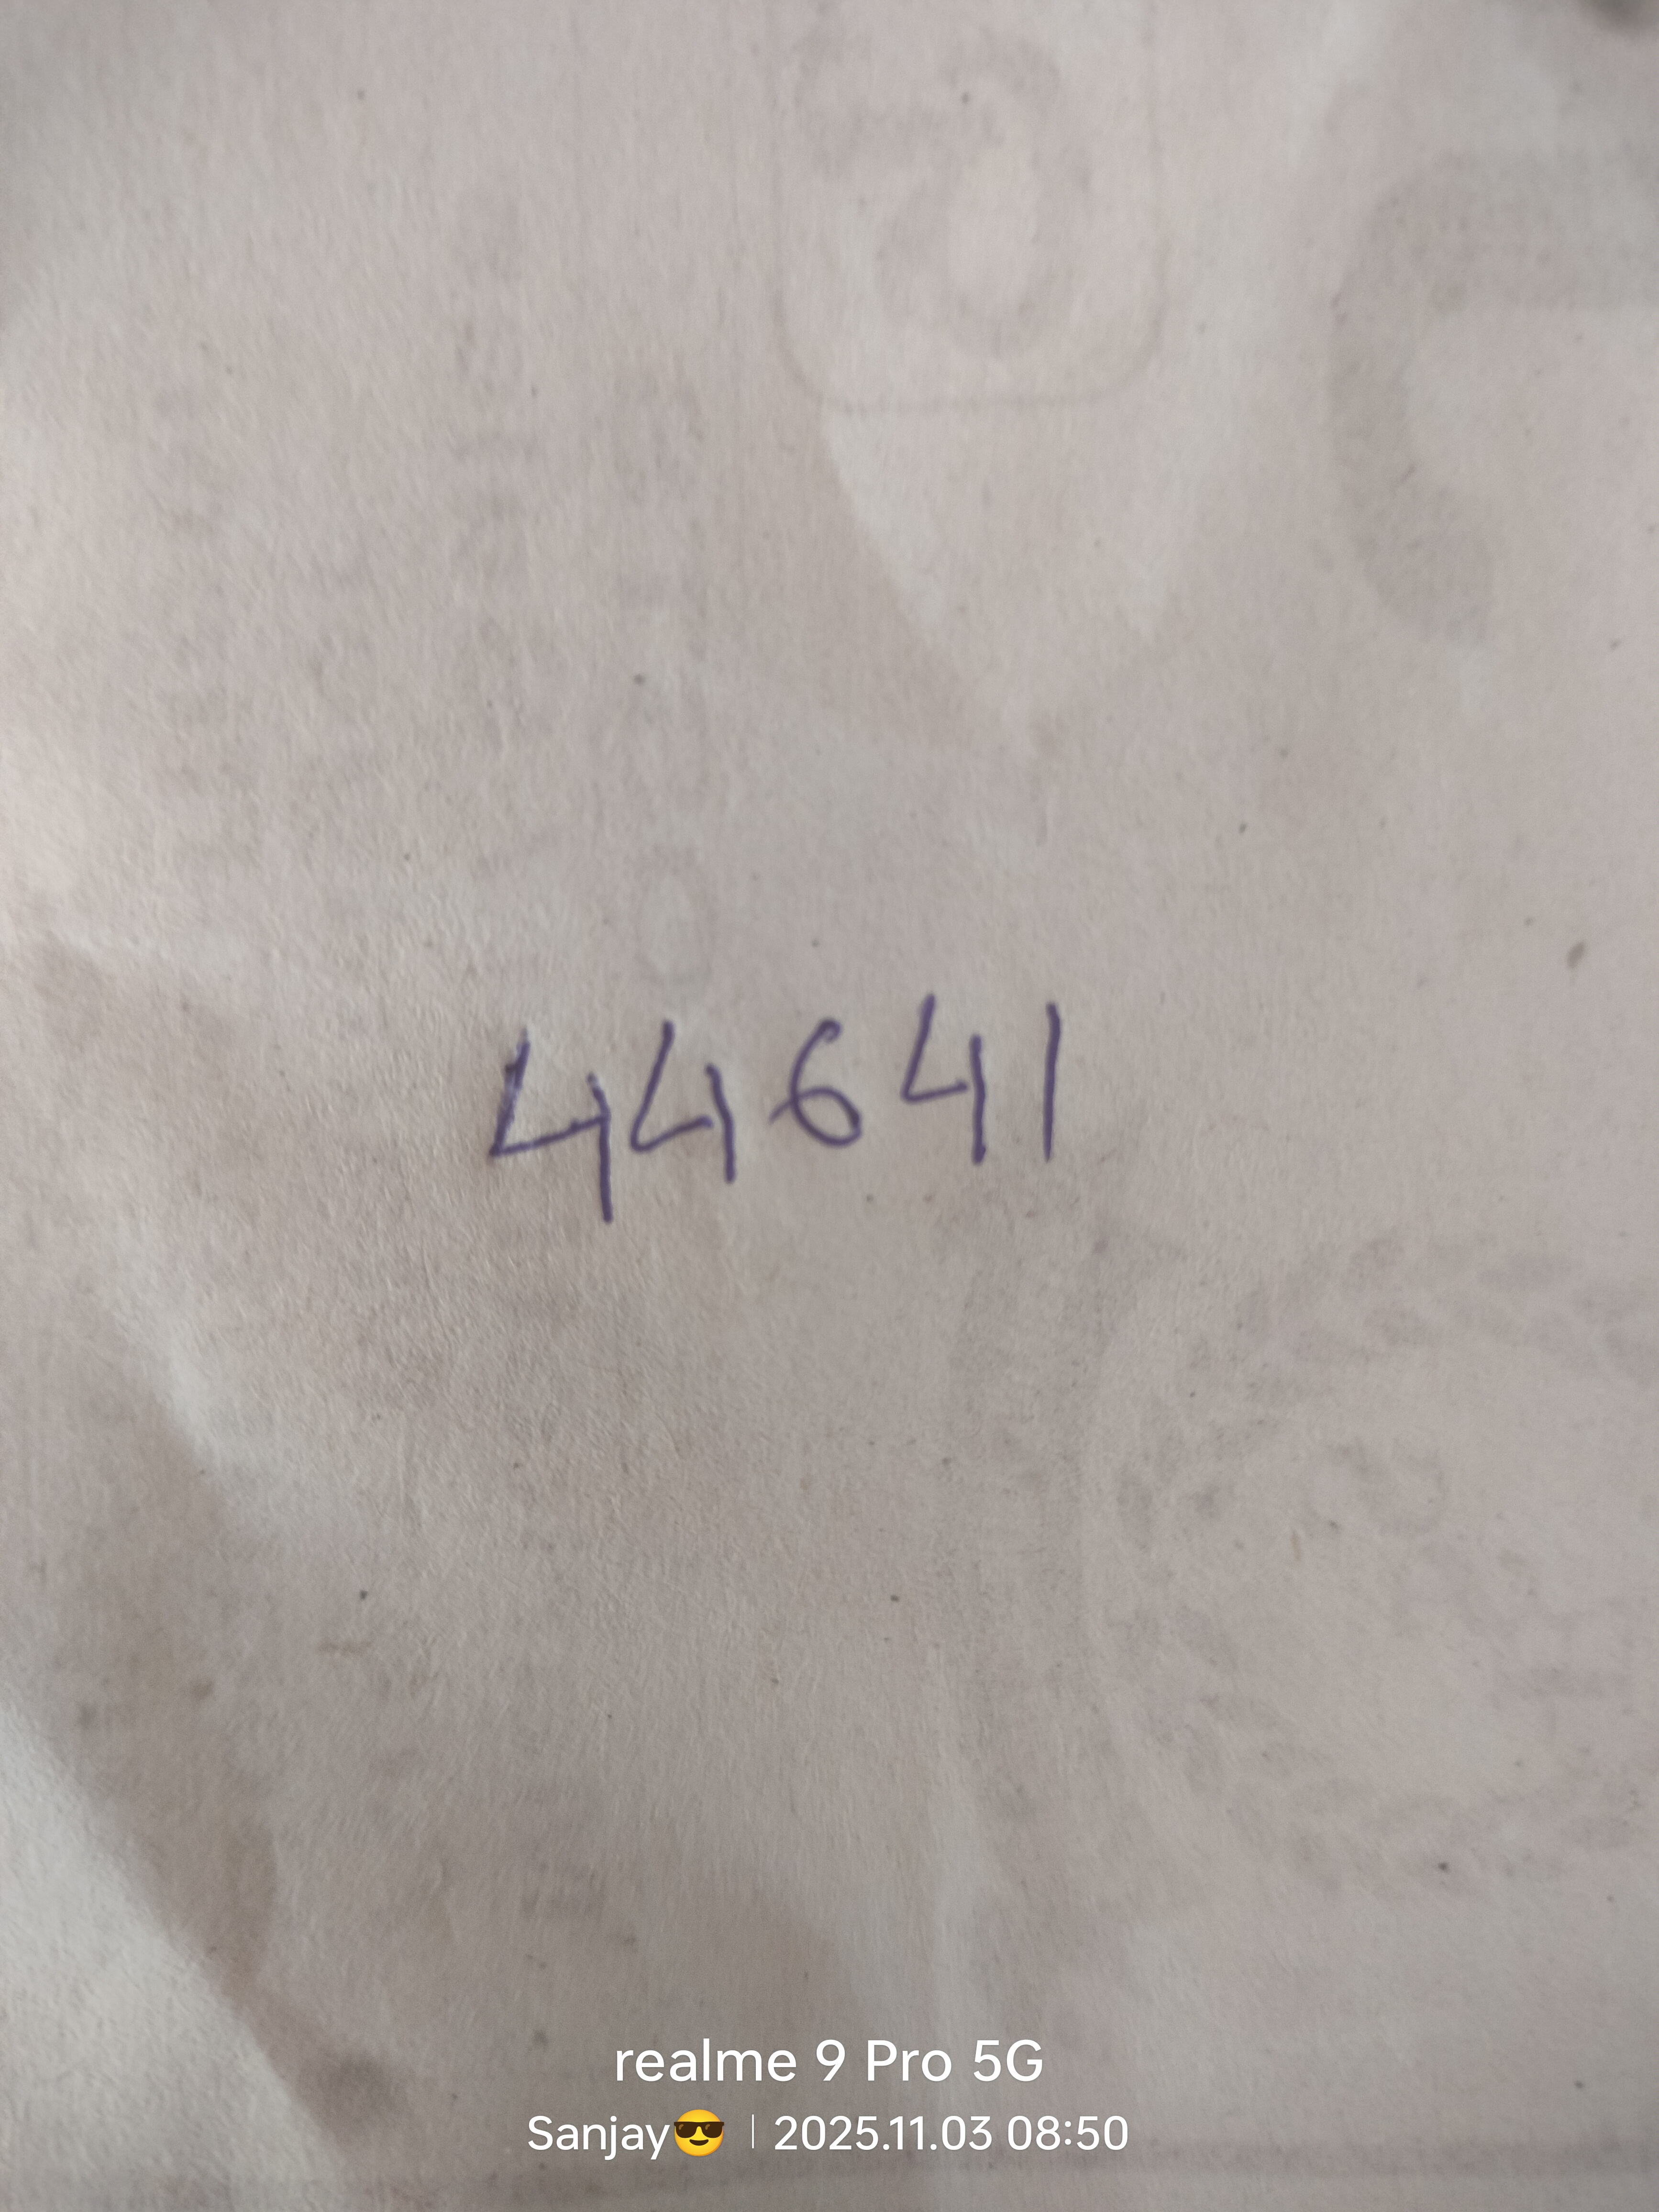 44641
realme 9 Pro 5G
Sanjay😎 | 2025.11.03 08:50